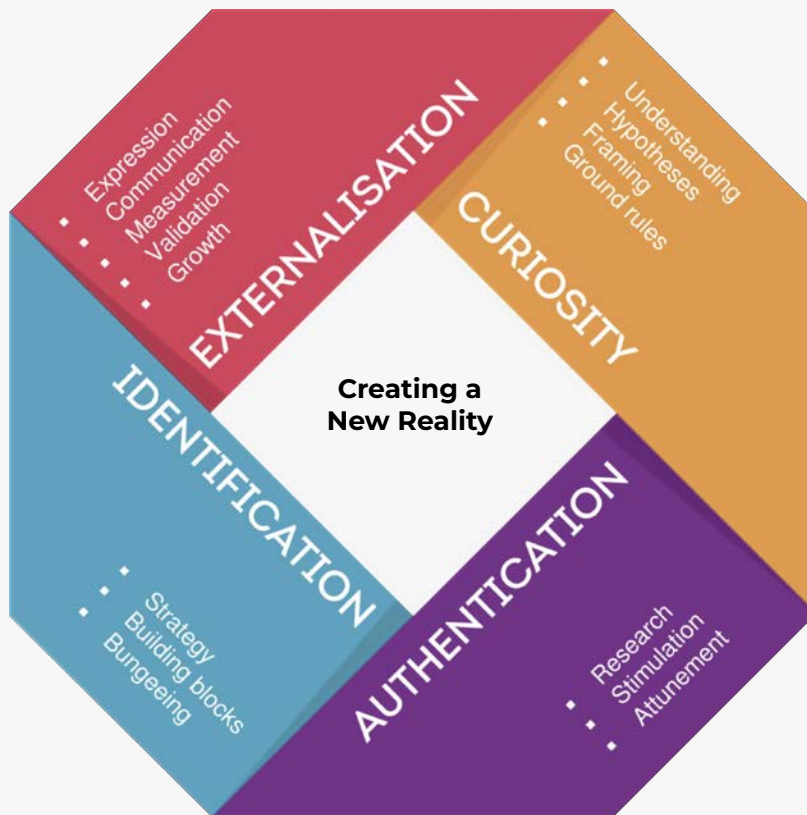 EXTERNALISATION
Expression
Communication
Measurement
Validation
Growth
CURIOSITY
Understanding
Hypotheses
Framing
Ground rules
Creating a
New Reality
IDENTIFICATION
Strategy
Building blocks
Bungeeing
AUTHENTICATION
Research
Stimulation
Attunement